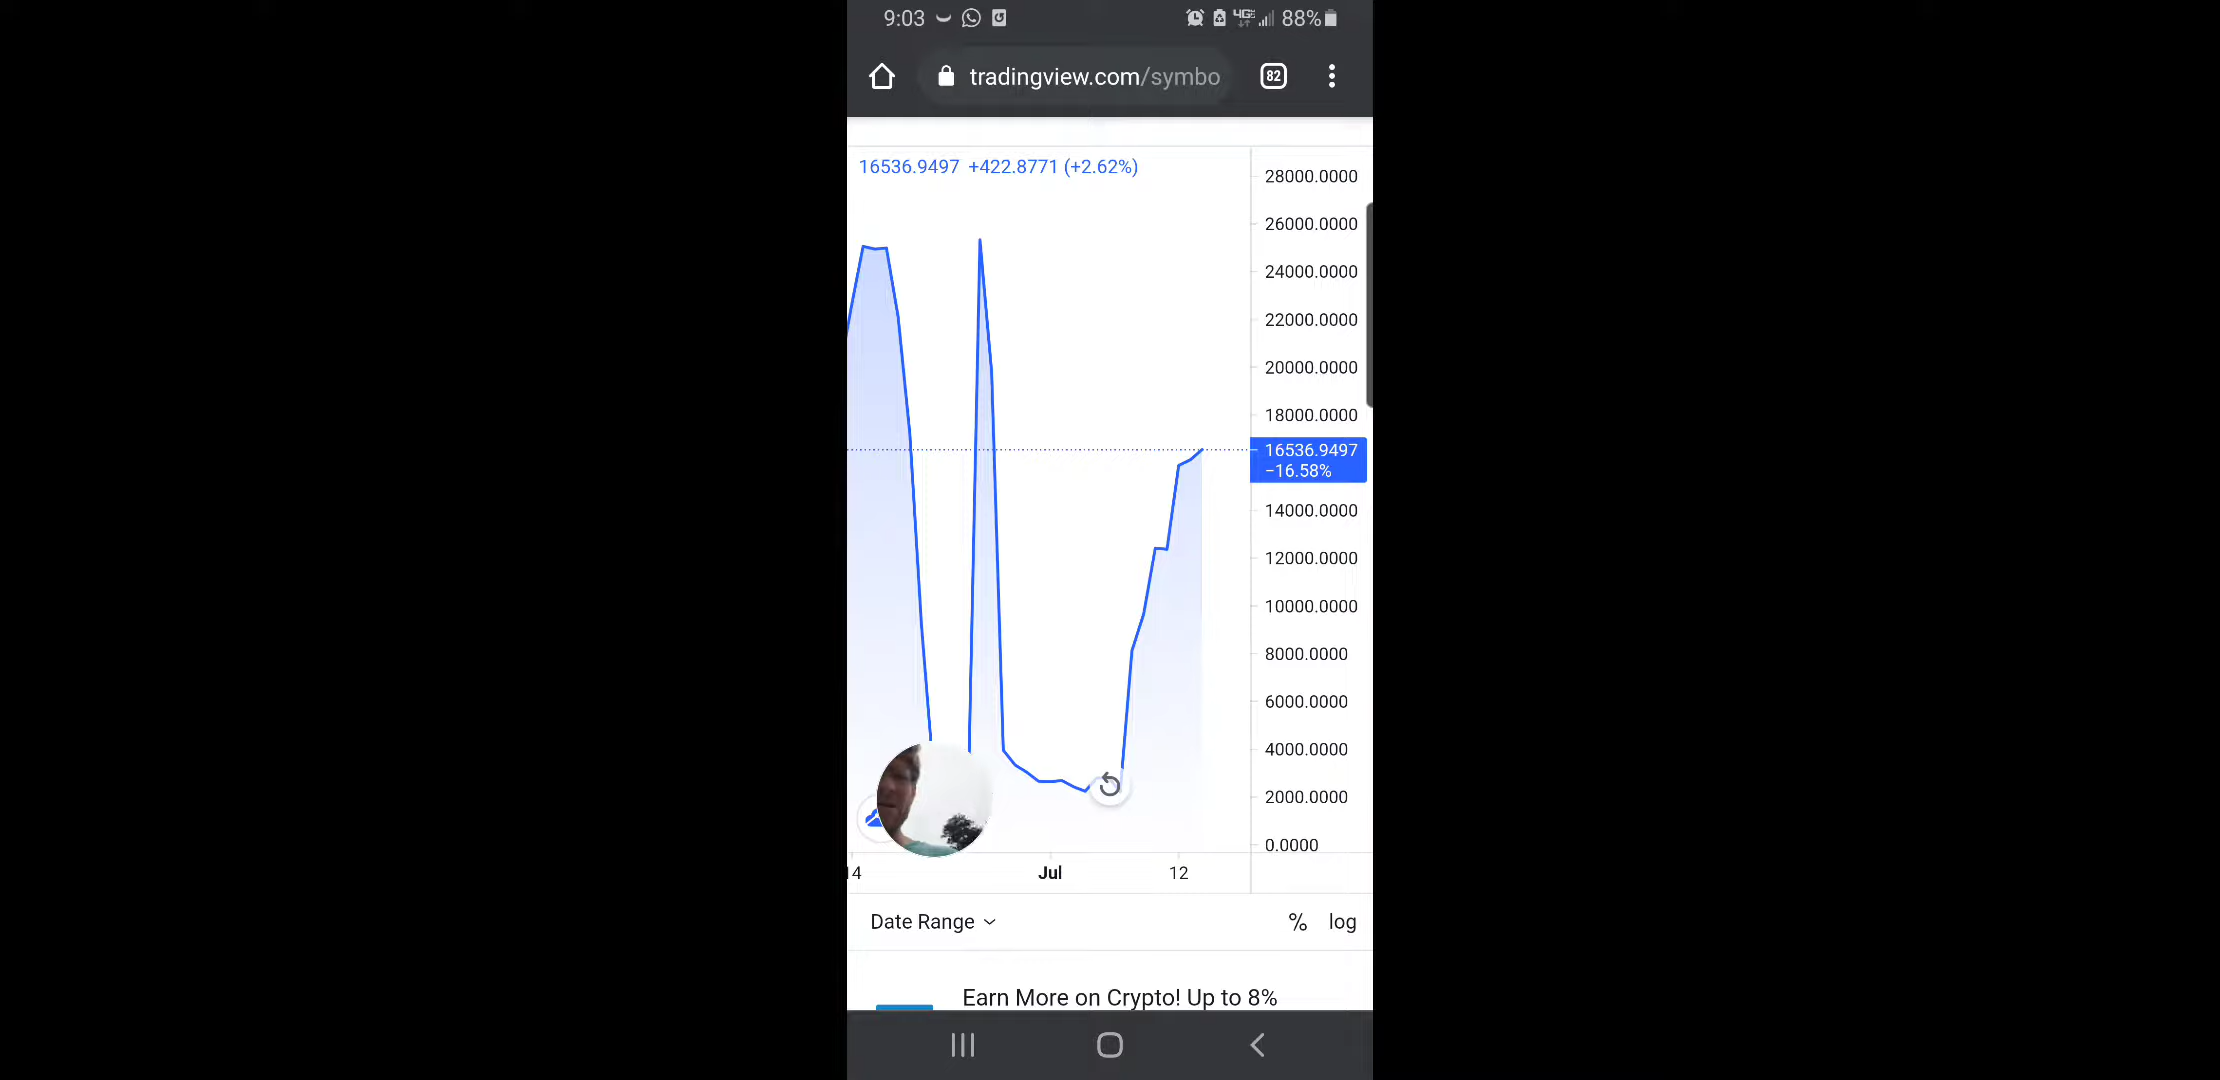 9:03 4G 88%
tradingview.com/symbo 82
16536.9497 +422.8771 (+2.62%)
28000.0000
26000.0000
24000.0000
22000.0000
20000.0000
18000.0000
16536.9497
−16.58%
14000.0000
12000.0000
10000.0000
8000.0000
6000.0000
4000.0000
2000.0000
0.0000
14 Jul 12
Date Range % log
Earn More on Crypto! Up to 8%